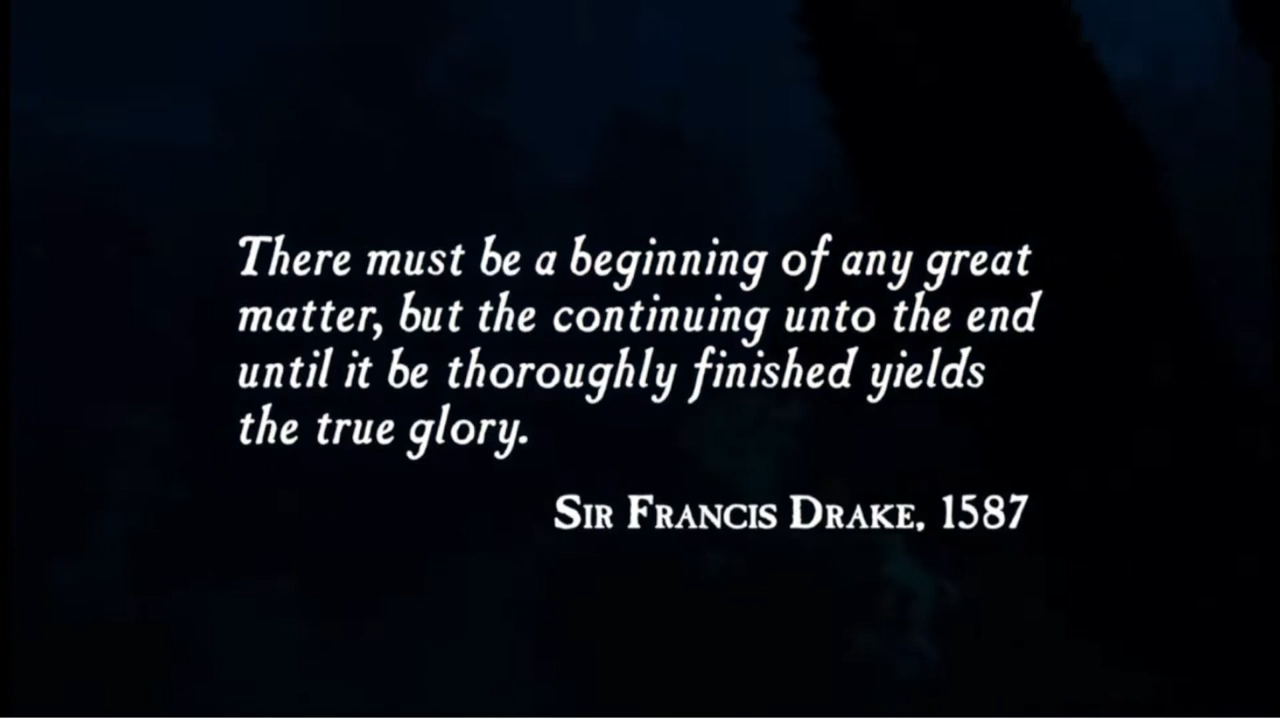 There must be a beginning of any great
matter, but the continuing unto the end
until it be thoroughly finished yields
the true glory.
SIR FRANCIS DRAKE, 1587